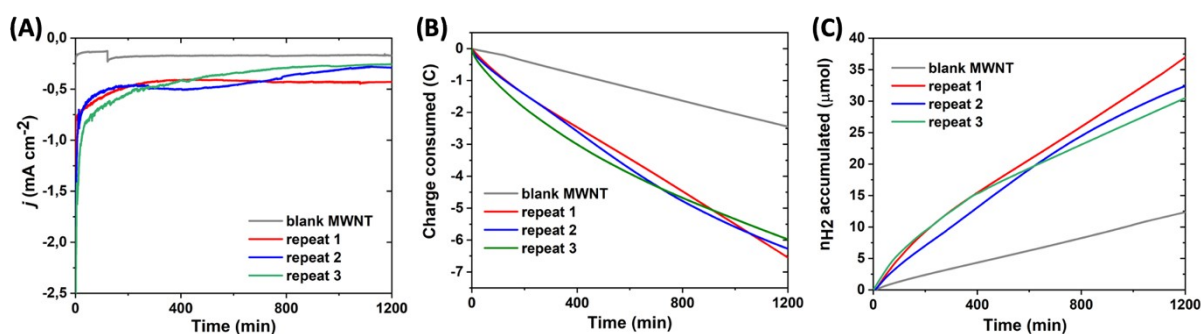 (A)
0,0
-0,5
-1,0
-1,5
-2,0
-2,5
j (mA cm-2)
blank MWNT
repeat 1
repeat 2
repeat 3
0 400 800 1200
Time (min)
(B)
0
-1
-2
-3
-4
-5
-6
-7
Charge consumed (C)
blank MWNT
repeat 1
repeat 2
repeat 3
0 400 800 1200
Time (min)
(C)
40
35
30
25
20
15
10
5
0
nH2 accumulated (μmol)
blank MWNT
repeat 1
repeat 2
repeat 3
0 400 800 1200
Time (min)